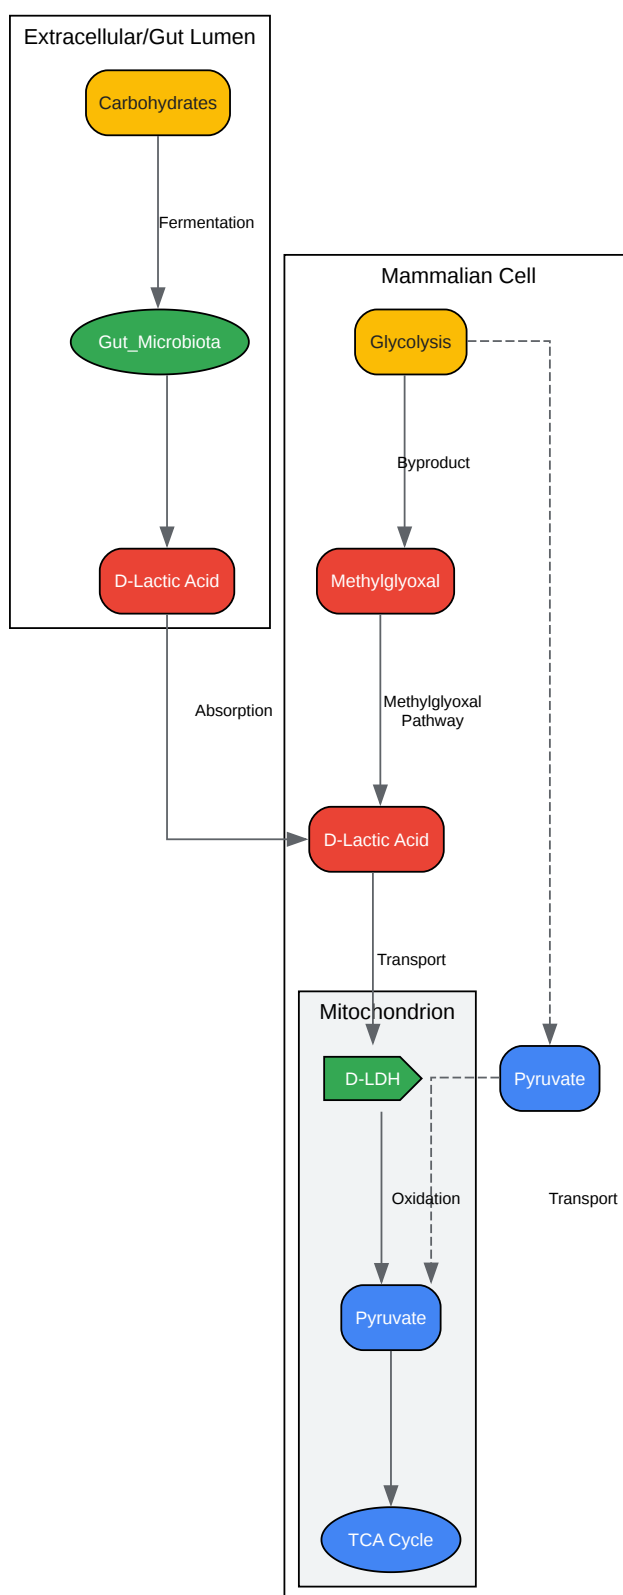 Extracellular/Gut Lumen
Carbohydrates
Fermentation
Gut_Microbiota
D-Lactic Acid
Absorption
Mammalian Cell
Glycolysis
Byproduct
Methylglyoxal
Methylglyoxal
Pathway
D-Lactic Acid
Transport
Mitochondrion
D-LDH
Pyruvate
Oxidation
Transport
Pyruvate
TCA Cycle